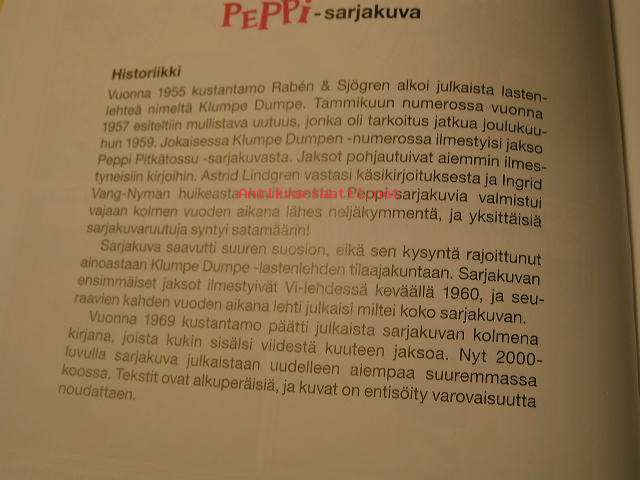 PEPPi -sarjakuva
Historiikki
Vuonna 1955 kustantamo Rabén & Sjögren alkoi julkaista lasten-
lehteä nimeltä Klumpe Dumpe. Tammikuun numerossa vuonna
1957 esiteltiin mullistava uutuus, jonka oli tarkoitus jatkua joulukuu-
hun 1959. Jokaisessa Klumpe Dumpen -numerossa ilmestyisi jakso
Peppi Pitkätossu -sarjakuvasta. Jaksot pohjautuivat aiemmin ilmes-
tyneisiin kirjoihin. Astrid Lindgren vastasi käsikirjoituksesta ja Ingrid
Vang-Nyman huikeasta Peppi-sarjakuvia valmistui
vajaan kolmen vuoden aikana lähes neljäkymmentä, ja yksittäisiä
sarjakuvaruutuja syntyi satamäärin!
Sarjakuva saavutti suuren suosion, eikä sen kysyntä rajoittunut
ainoastaan Klumpe Dumpe -lastenlehden tilaajakuntaan. Sarjakuvan
ensimmäiset jaksot ilmestyivät Vi-lehdessä keväällä 1960, ja seu-
raavien kahden vuoden aikana lehti julkaisi miltei koko sarjakuvan.
Vuonna 1969 kustantamo päätti julkaista sarjakuvan kolmena
kirjana, joista kukin sisälsi viidestä kuuteen jaksoa. Nyt 2000-
luvulla sarjakuva julkaistaan uudelleen aiempaa suuremmassa
koossa. Tekstit ovat alkuperäisiä, ja kuvat on entisöity varovaisuutta
noudattaen.